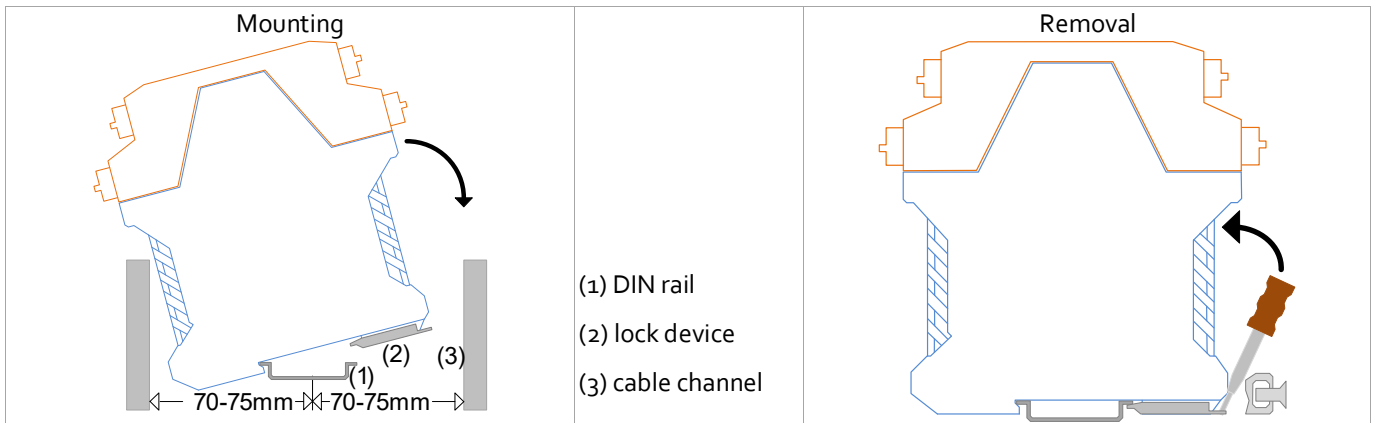 Mounting
(2)
(3)
(1)
70-75mm
70-75mm
(1) DIN rail
(2) lock device
(3) cable channel
Removal